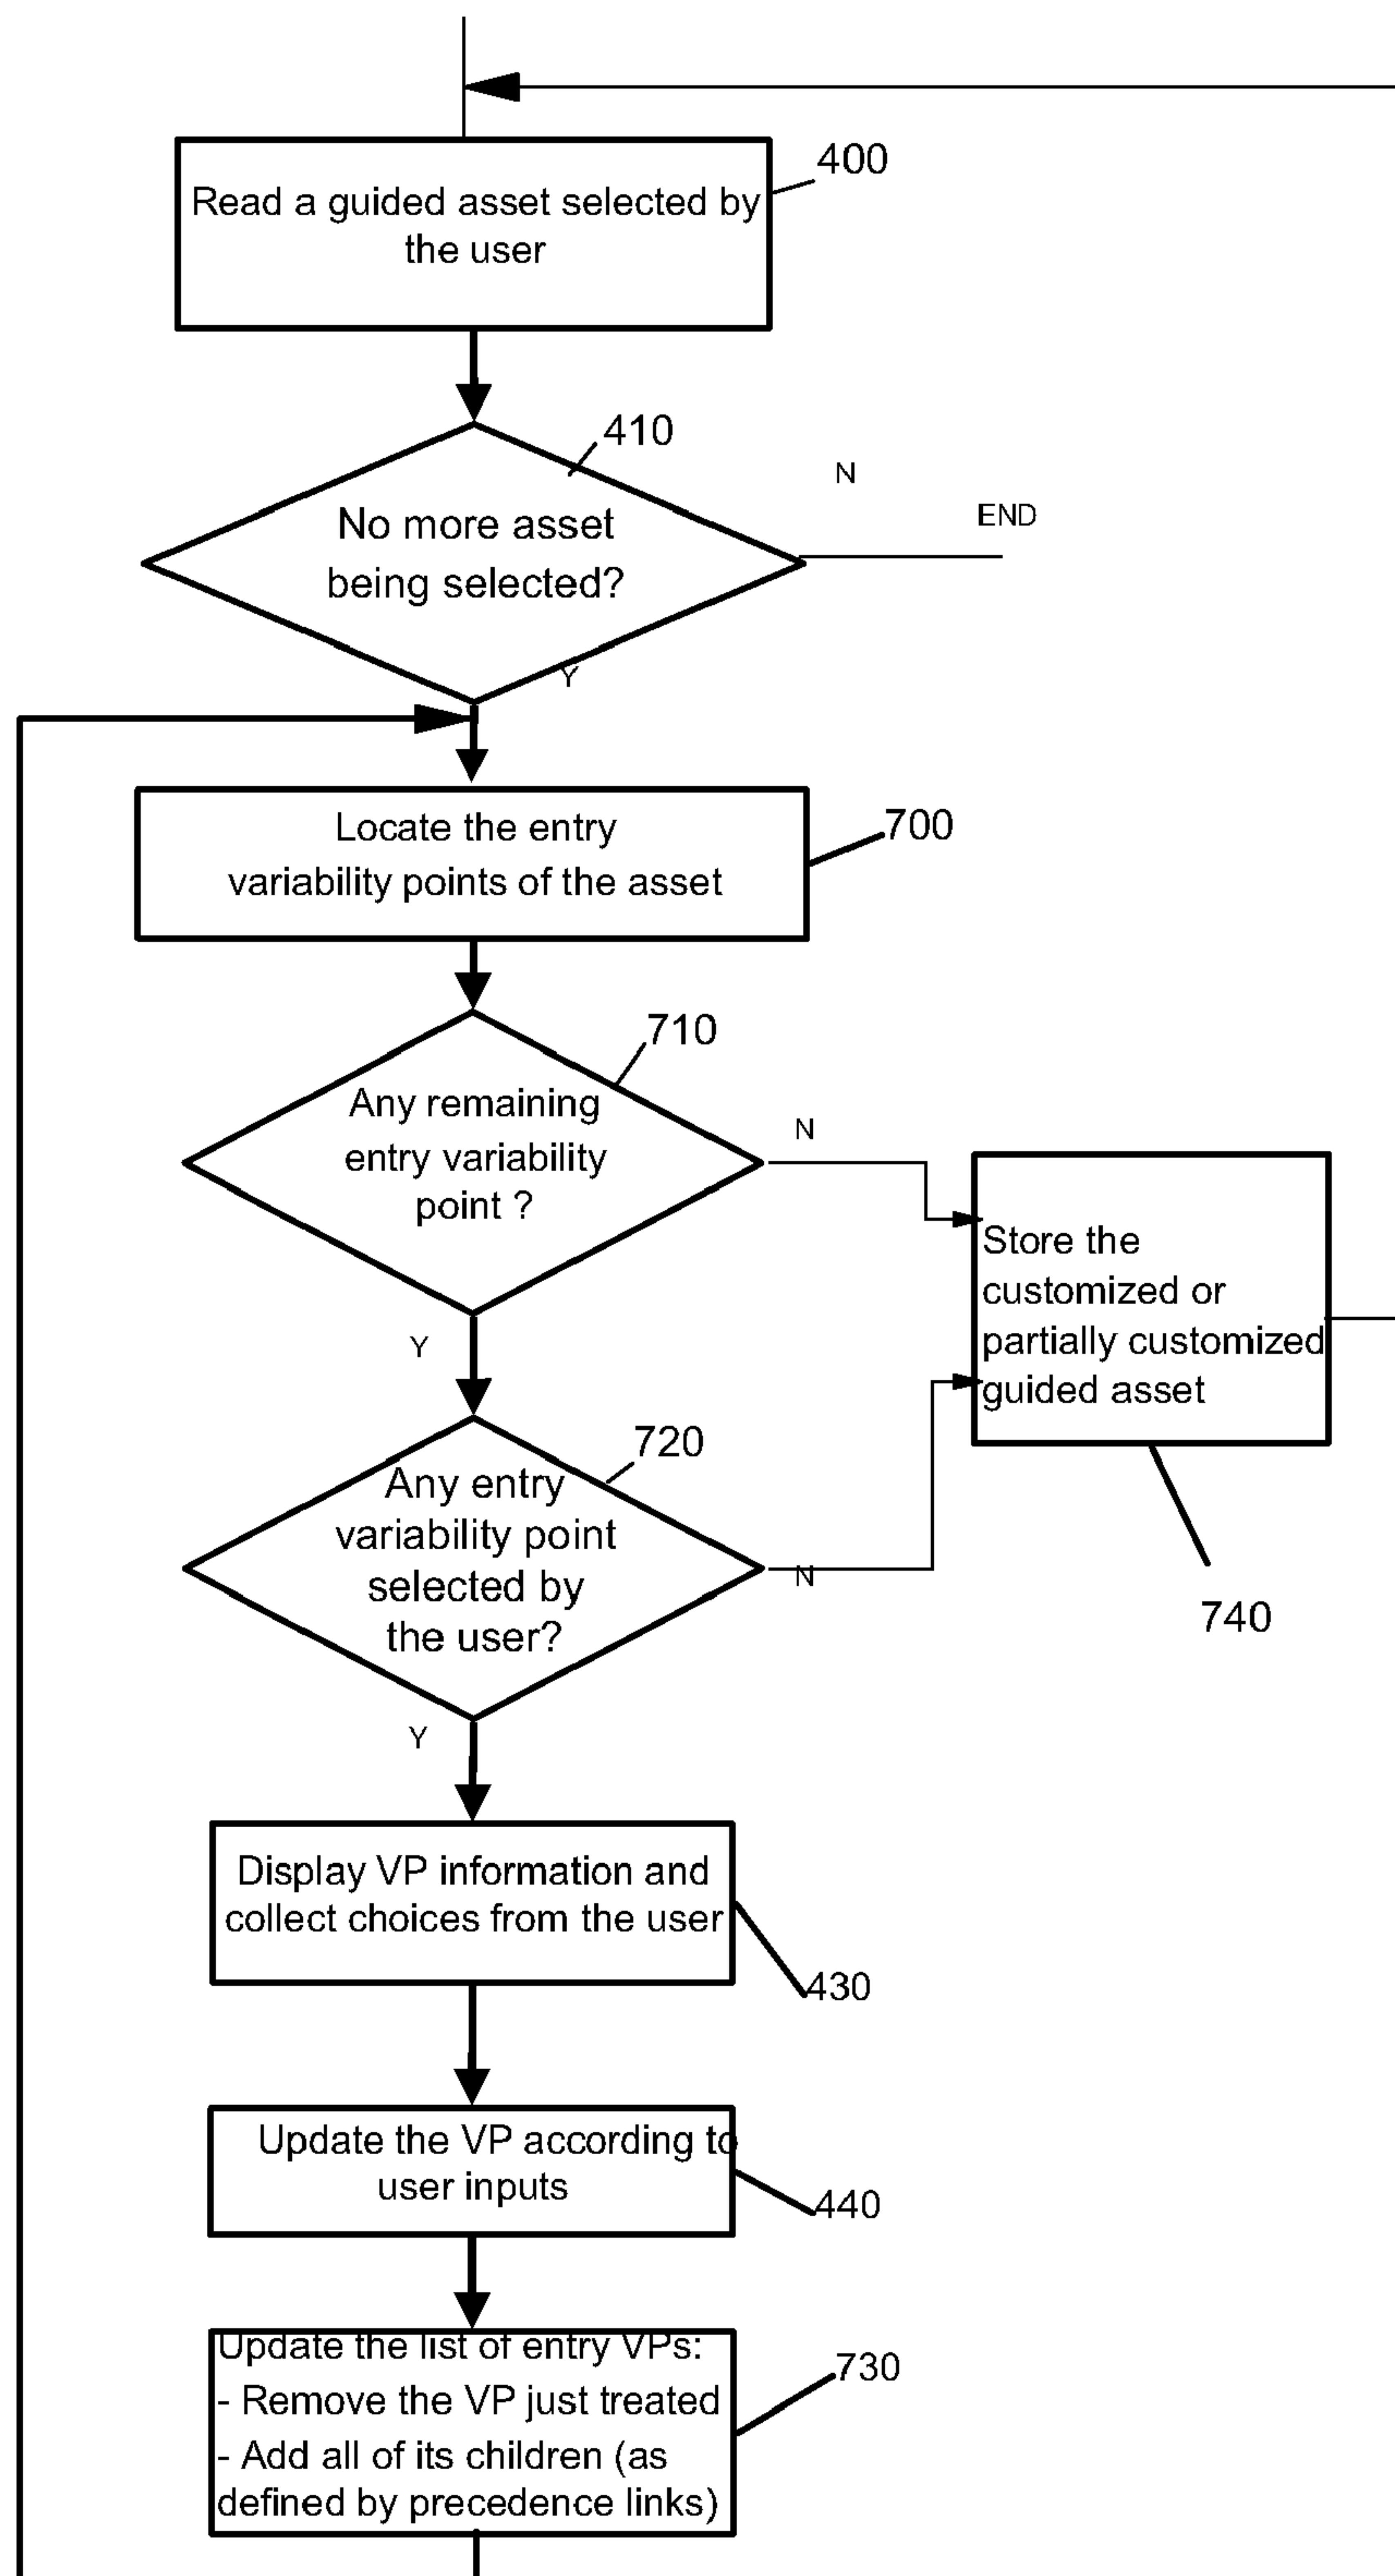 400
Read a guided asset selected by
the user
410
No more asset
being selected?
N
END
Y
Locate the entry
variability points of the asset
700
710
Any remaining
entry variability
point ?
N
Y
Store the
customized or
partially customized
guided asset
740
720
Any entry
variability point
selected by
the user?
N
Y
Display VP information and
collect choices from the user
430
Update the VP according to
user inputs
440
Update the list of entry VPs:
- Remove the VP just treated
- Add all of its children (as
defined by precedence links)
730